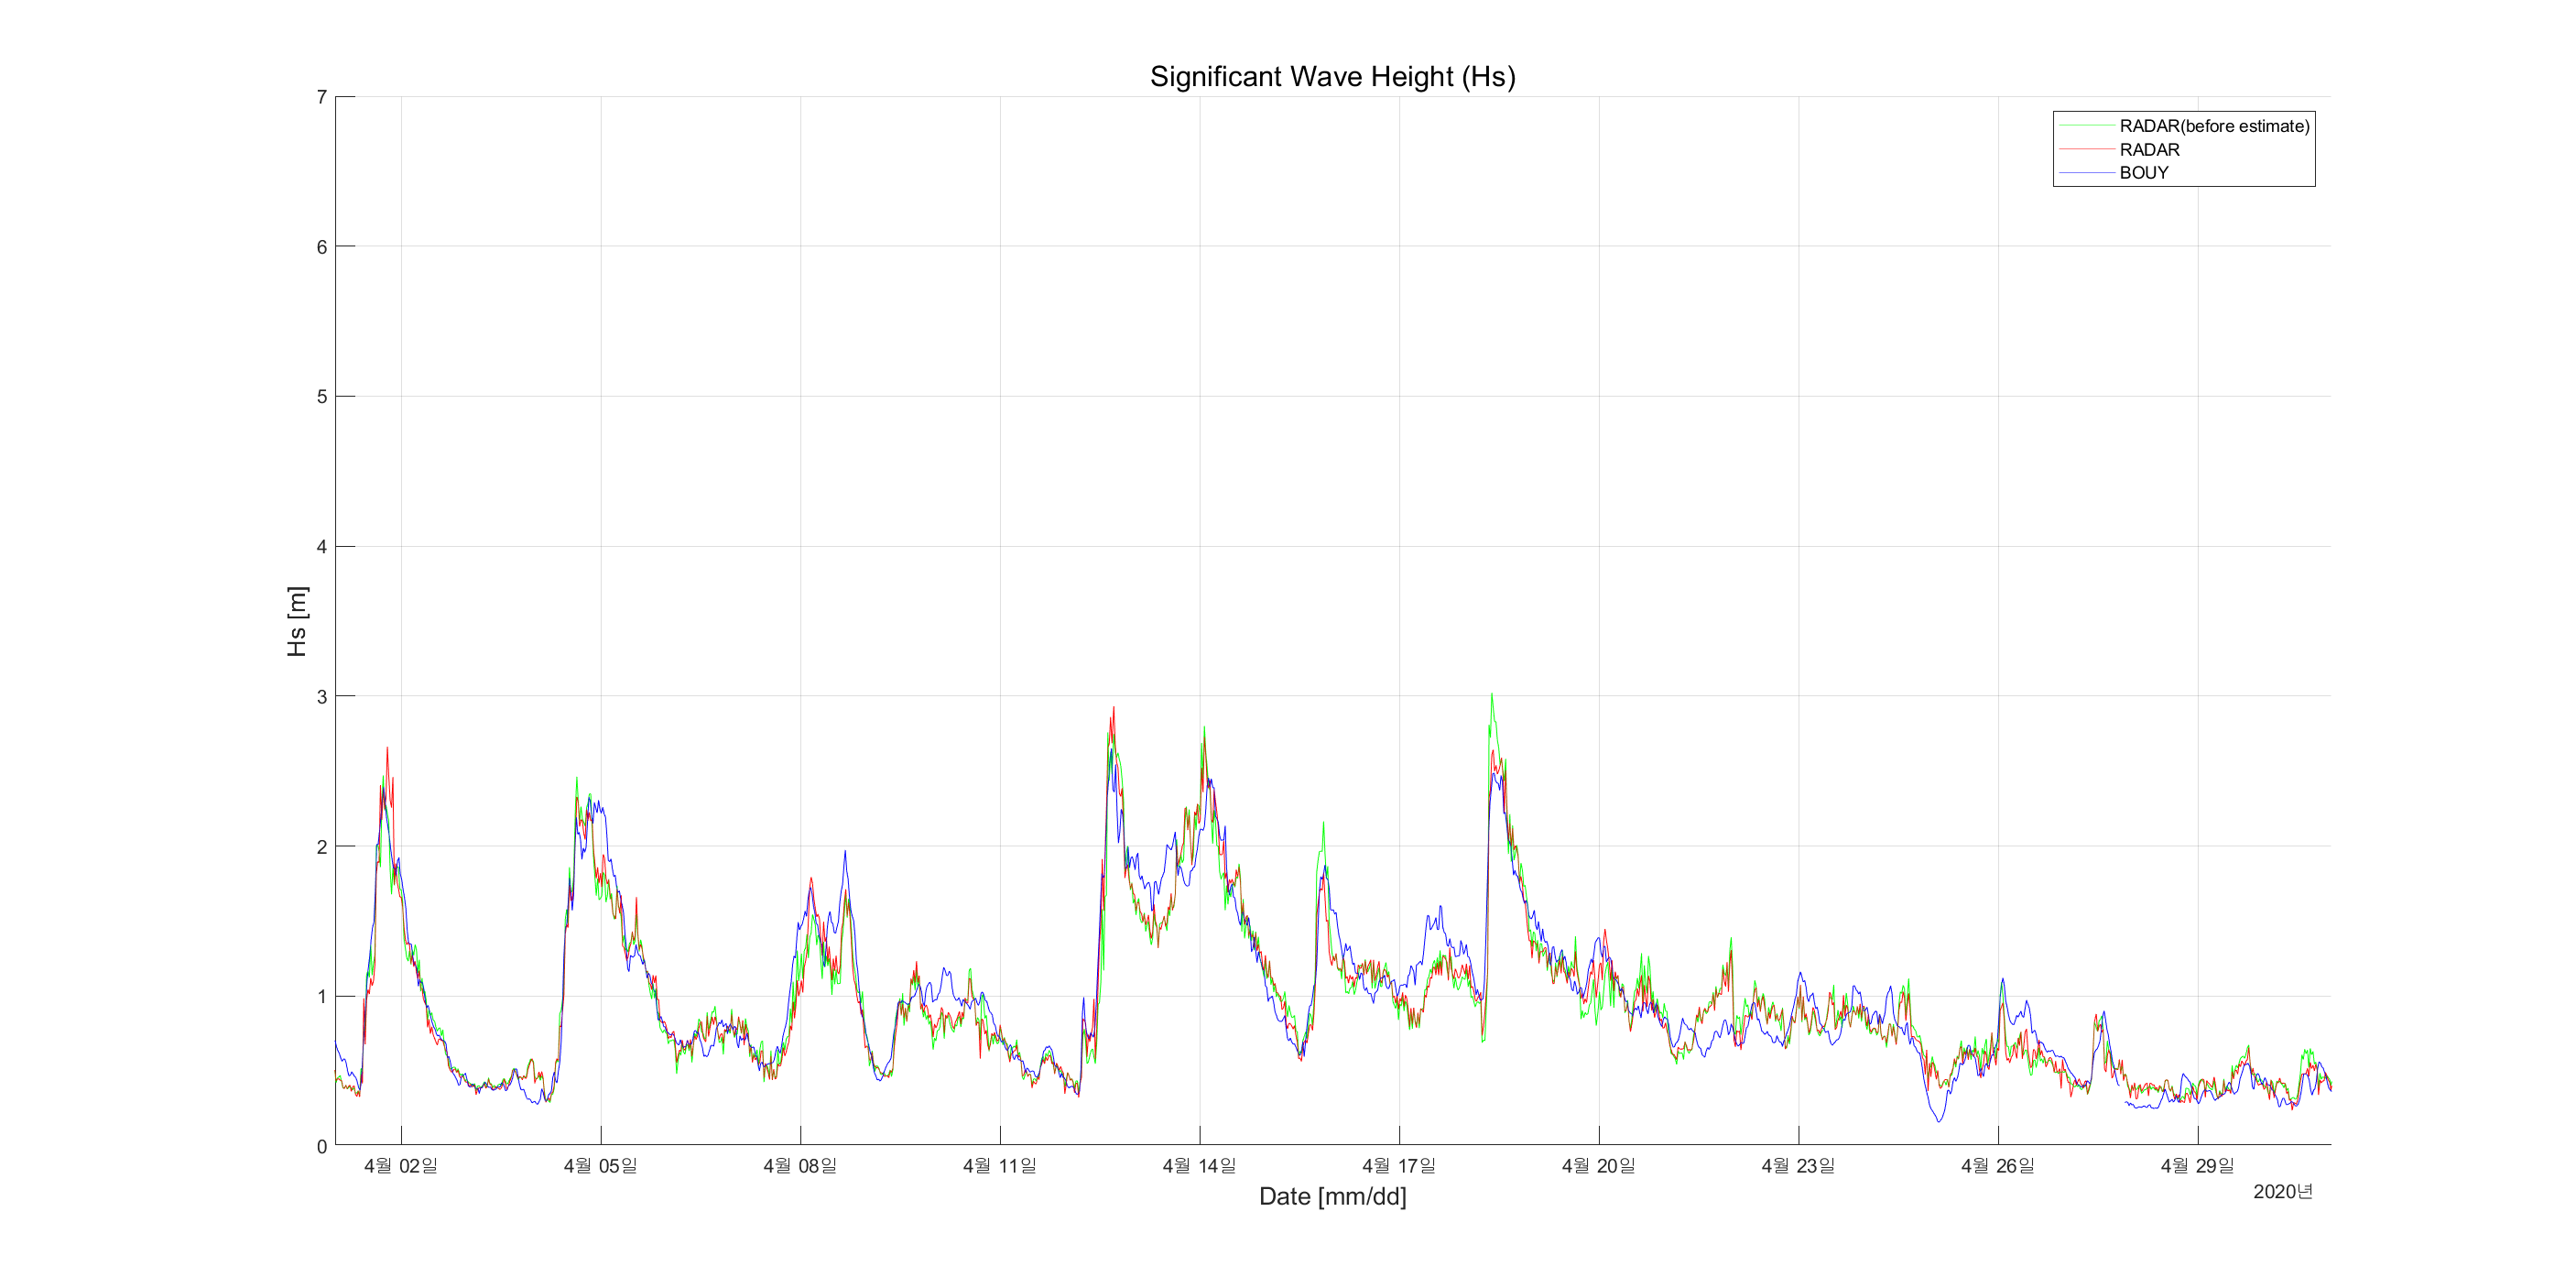 Significant Wave Height (Hs)
RADAR(before estimate)
RADAR
BOUY
7
6
5
4
3
2
1
0
Hs [m]
4월 02일
4월 05일
4월 08일
4월 11일
4월 14일
4월 17일
4월 20일
4월 23일
4월 26일
4월 29일
Date [mm/dd]
2020년